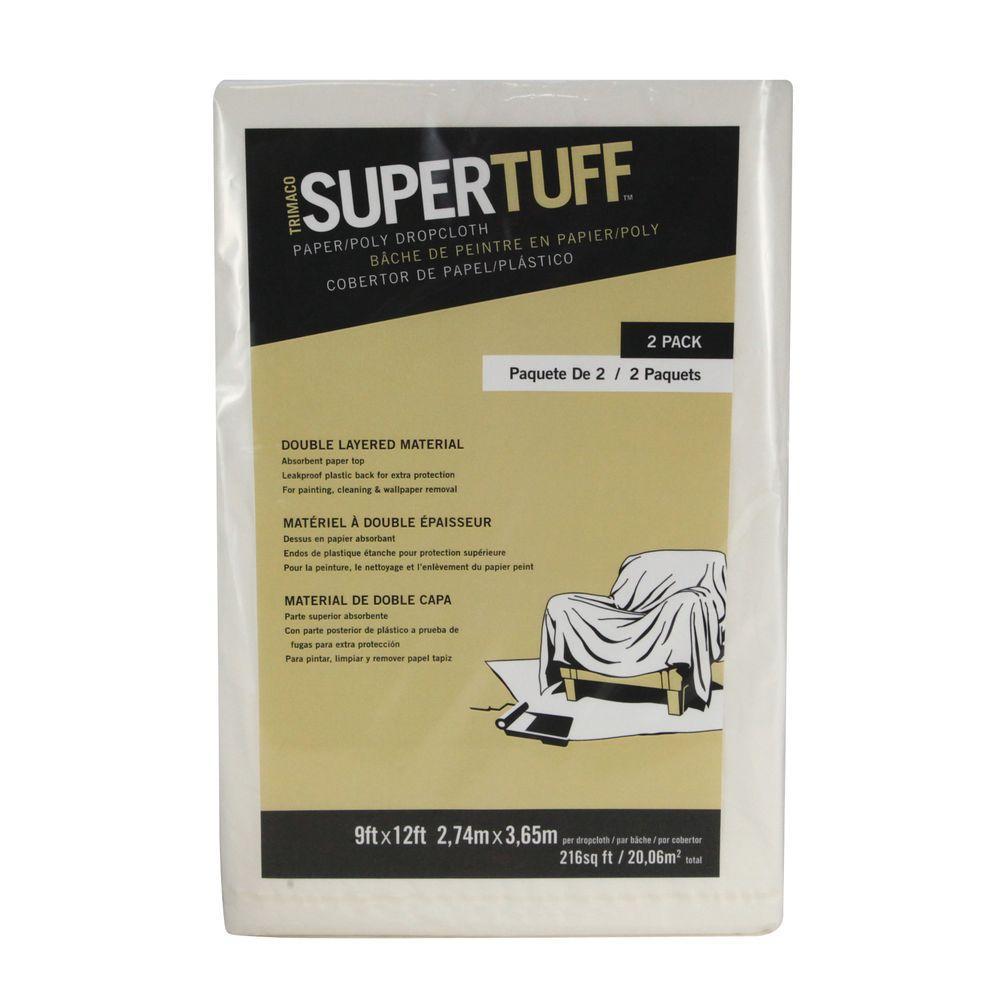 TRIMACO
SUPERTUFF™
PAPER/POLY DROPCLOTH
BÂCHE DE PEINTRE EN PAPIER/POLY
COBERTOR DE PAPEL/PLÁSTICO
2 PACK
Paquete De 2 / 2 Paquets
DOUBLE LAYERED MATERIAL
Absorbent paper top
Leakproof plastic back for extra protection
For painting, cleaning & wallpaper removal
MATÉRIEL À DOUBLE ÉPAISSEUR
Dessus en papier absorbant
Endos de plastique étanche pour protection supérieure
Pour la peinture, le nettoyage et l'enlèvement du papier peint
MATERIAL DE DOBLE CAPA
Parte superior absorbente
Con parte posterior de plástico a prueba de
fugas para extra protección
Para pintar, limpiar y remover papel tapiz
9ft x 12ft 2,74m x 3,65m per dropcloth / par bâche / por cobertor
216sq ft / 20,06m² total